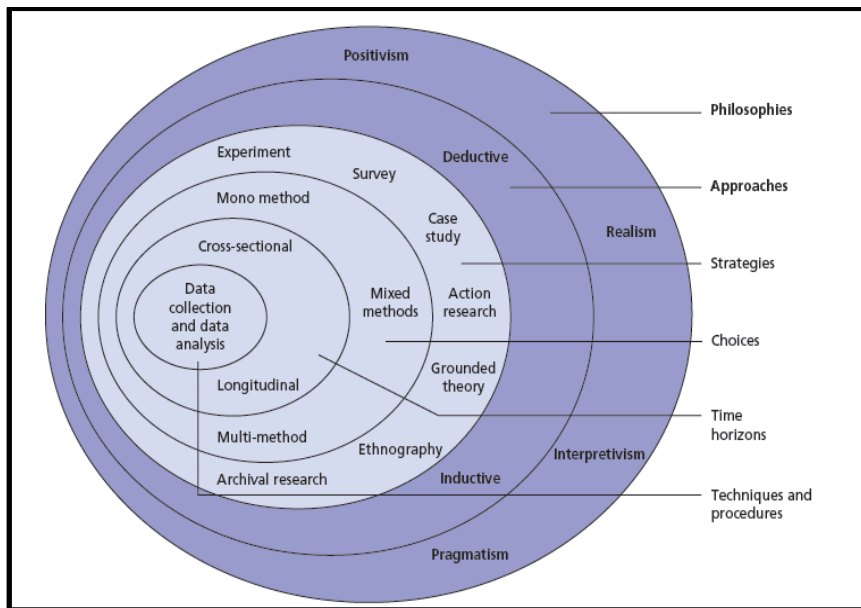 Positivism
Philosophies
Experiment
Deductive
Survey
Approaches
Mono method
Case
study
Realism
Cross-sectional
Strategies
Data
collection
and data
analysis
Mixed
methods
Action
research
Choices
Grounded
theory
Longitudinal
Time
horizons
Multi-method
Ethnography
Interpretivism
Archival research
Inductive
Techniques and
procedures
Pragmatism